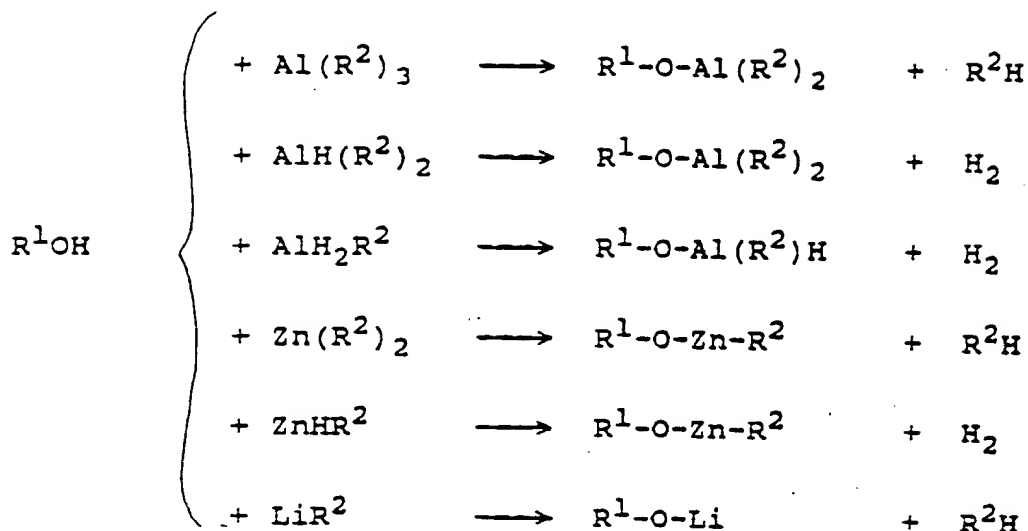 + Al(R²)₃ ⟶ R¹-O-Al(R²)₂ + R²H
+ AlH(R²)₂ ⟶ R¹-O-Al(R²)₂ + H₂
R¹OH + AlH₂R² ⟶ R¹-O-Al(R²)H + H₂
+ Zn(R²)₂ ⟶ R¹-O-Zn-R² + R²H
+ ZnHR² ⟶ R¹-O-Zn-R² + H₂
+ LiR² ⟶ R¹-O-Li + R²H